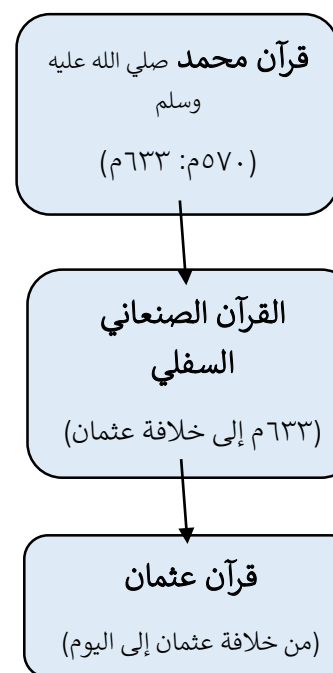 قرآن محمد صلي الله عليه
وسلم
(٥٧٠م: ٦٣٣م)
القرآن الصنعاني
السفلي
(٦٣٣م إلى خلافة عثمان)
قرآن عثمان
(من خلافة عثمان إلى اليوم)